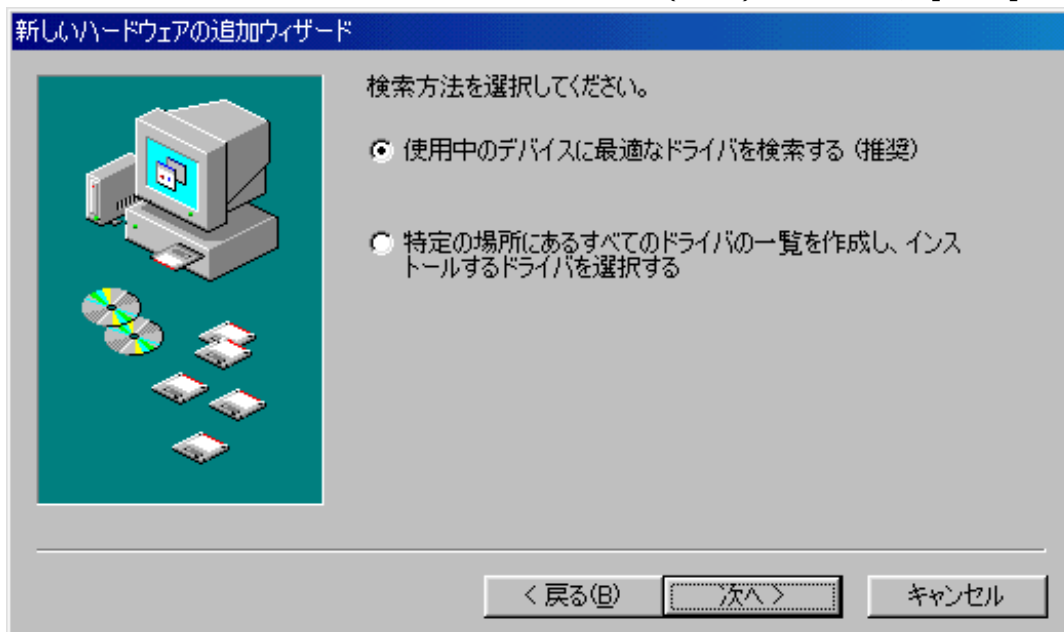 新しいハードウェアの追加ウィザード
検索方法を選択してください。
使用中のデバイスに最適なドライバを検索する (推奨)
特定の場所にあるすべてのドライバの一覧を作成し、インス
トールするドライバを選択する
< 戻る(B)
次へ >
キャンセル